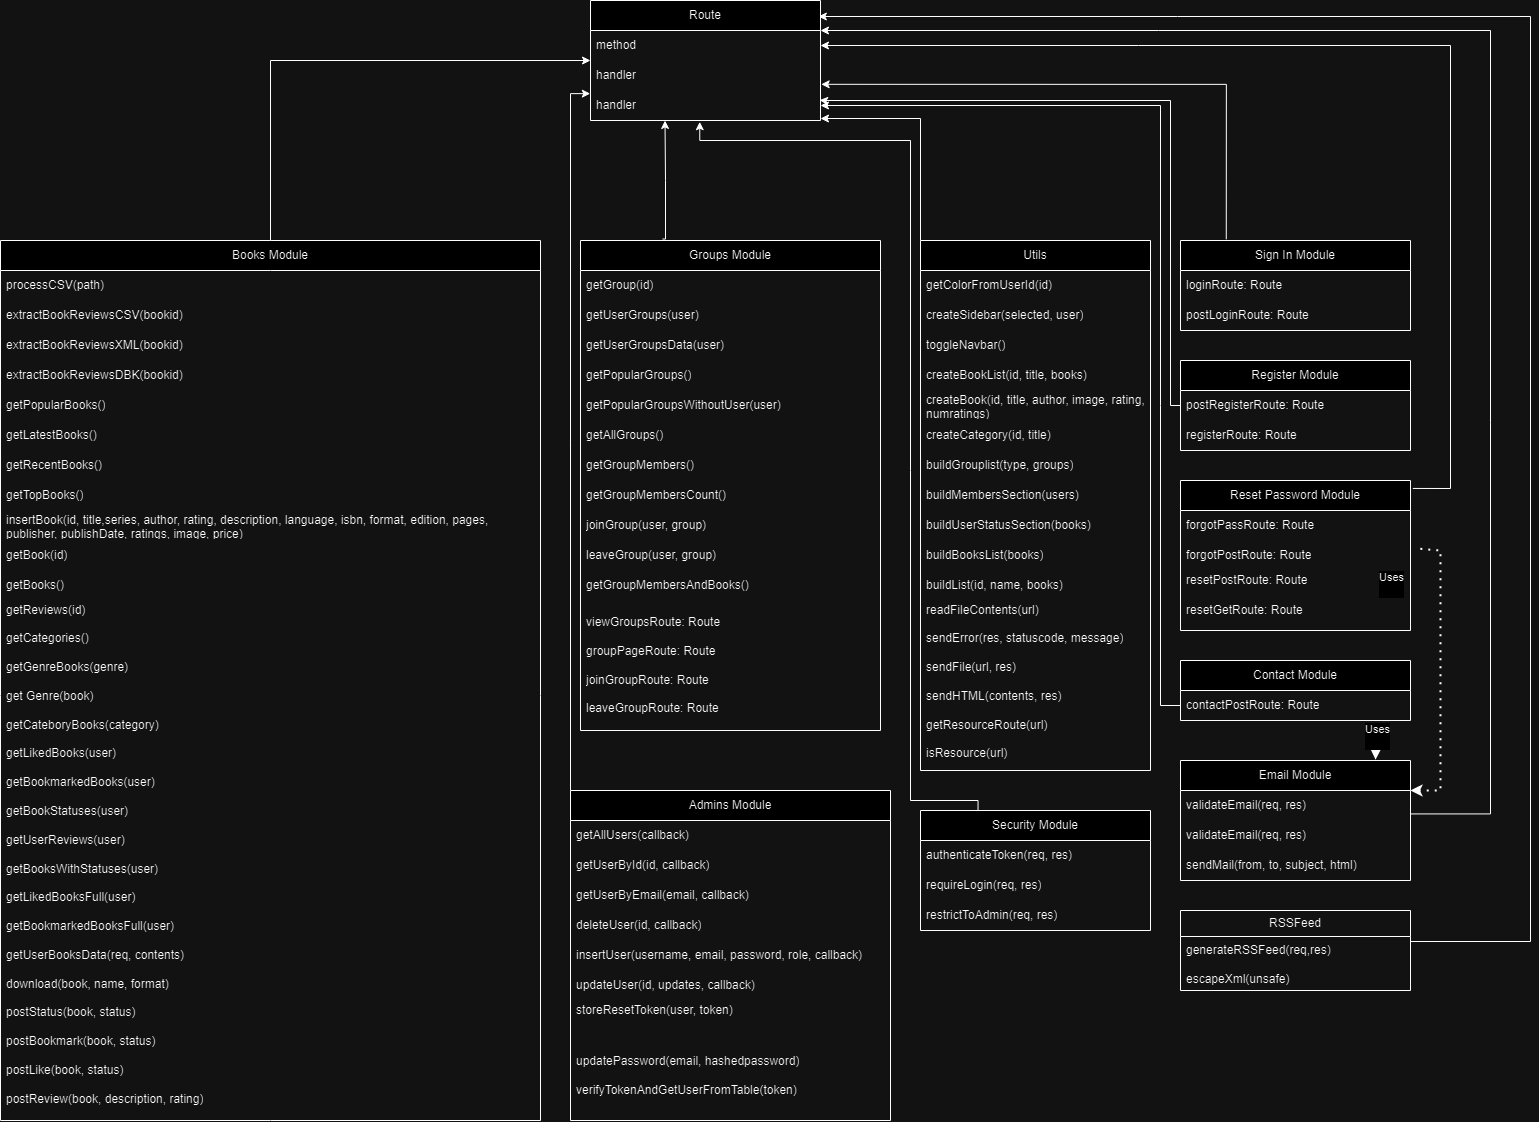 Route
method
handler
handler
Books Module
processCSV(path)
extractBookReviewsCSV(bookid)
extractBookReviewsXML(bookid)
extractBookReviewsDBK(bookid)
getPopularBooks()
getLatestBooks()
getRecentBooks()
getTopBooks()
insertBook(id, title,series, author, rating, description, language, isbn, format, edition, pages,
publisher, publishDate, ratings, image, price)
getBook(id)
getBooks()
getReviews(id)
getCategories()
getGenreBooks(genre)
get Genre(book)
getCateboryBooks(category)
getLikedBooks(user)
getBookmarkedBooks(user)
getBookStatuses(user)
getUserReviews(user)
getBooksWithStatuses(user)
getLikedBooksFull(user)
getBookmarkedBooksFull(user)
getUserBooksData(req, contents)
download(book, name, format)
postStatus(book, status)
postBookmark(book, status)
postLike(book, status)
postReview(book, description, rating)
Groups Module
getGroup(id)
getUserGroups(user)
getUserGroupsData(user)
getPopularGroups()
getPopularGroupsWithoutUser(user)
getAllGroups()
getGroupMembers()
getGroupMembersCount()
joinGroup(user, group)
leaveGroup(user, group)
getGroupMembersAndBooks()
viewGroupsRoute: Route
groupPageRoute: Route
joinGroupRoute: Route
leaveGroupRoute: Route
Admins Module
getAllUsers(callback)
getUserById(id, callback)
getUserByEmail(email, callback)
deleteUser(id, callback)
insertUser(username, email, password, role, callback)
updateUser(id, updates, callback)
storeResetToken(user, token)
updatePassword(email, hashedpassword)
verifyTokenAndGetUserFromTable(token)
Utils
getColorFromUserId(id)
createSidebar(selected, user)
toggleNavbar()
createBookList(id, title, books)
createBook(id, title, author, image, rating,
numratings)
createCategory(id, title)
buildGrouplist(type, groups)
buildMembersSection(users)
buildUserStatusSection(books)
buildBooksList(books)
buildList(id, name, books)
readFileContents(url)
sendError(res, statuscode, message)
sendFile(url, res)
sendHTML(contents, res)
getResourceRoute(url)
isResource(url)
Security Module
authenticateToken(req, res)
requireLogin(req, res)
restrictToAdmin(req, res)
Sign In Module
loginRoute: Route
postLoginRoute: Route
Register Module
postRegisterRoute: Route
registerRoute: Route
Reset Password Module
forgotPassRoute: Route
forgotPostRoute: Route
resetPostRoute: Route
Uses
resetGetRoute: Route
Contact Module
contactPostRoute: Route
Uses
Email Module
validateEmail(req, res)
validateEmail(req, res)
sendMail(from, to, subject, html)
RSSFeed
generateRSSFeed(req,res)
escapeXml(unsafe)